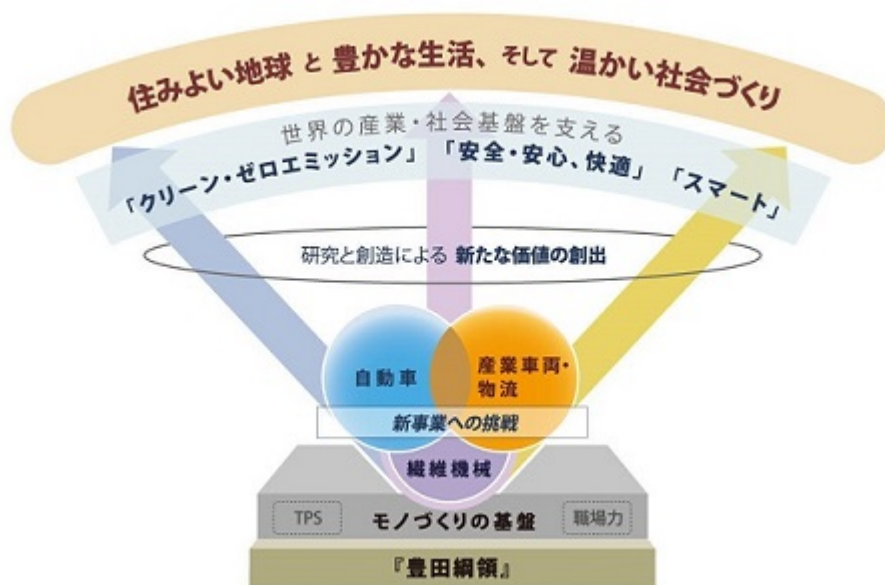 住みよい地球 と 豊かな生活、そして 温かい社会づくり
世界の産業・社会基盤を支える
「クリーン・ゼロエミッション」 「安全・安心、快適」 「スマート」
研究と創造による 新たな価値の創出
自動車
産業車両・
物流
新事業への挑戦
繊維機械
TPS
モノづくりの基盤
職場力
『豊田綱領』